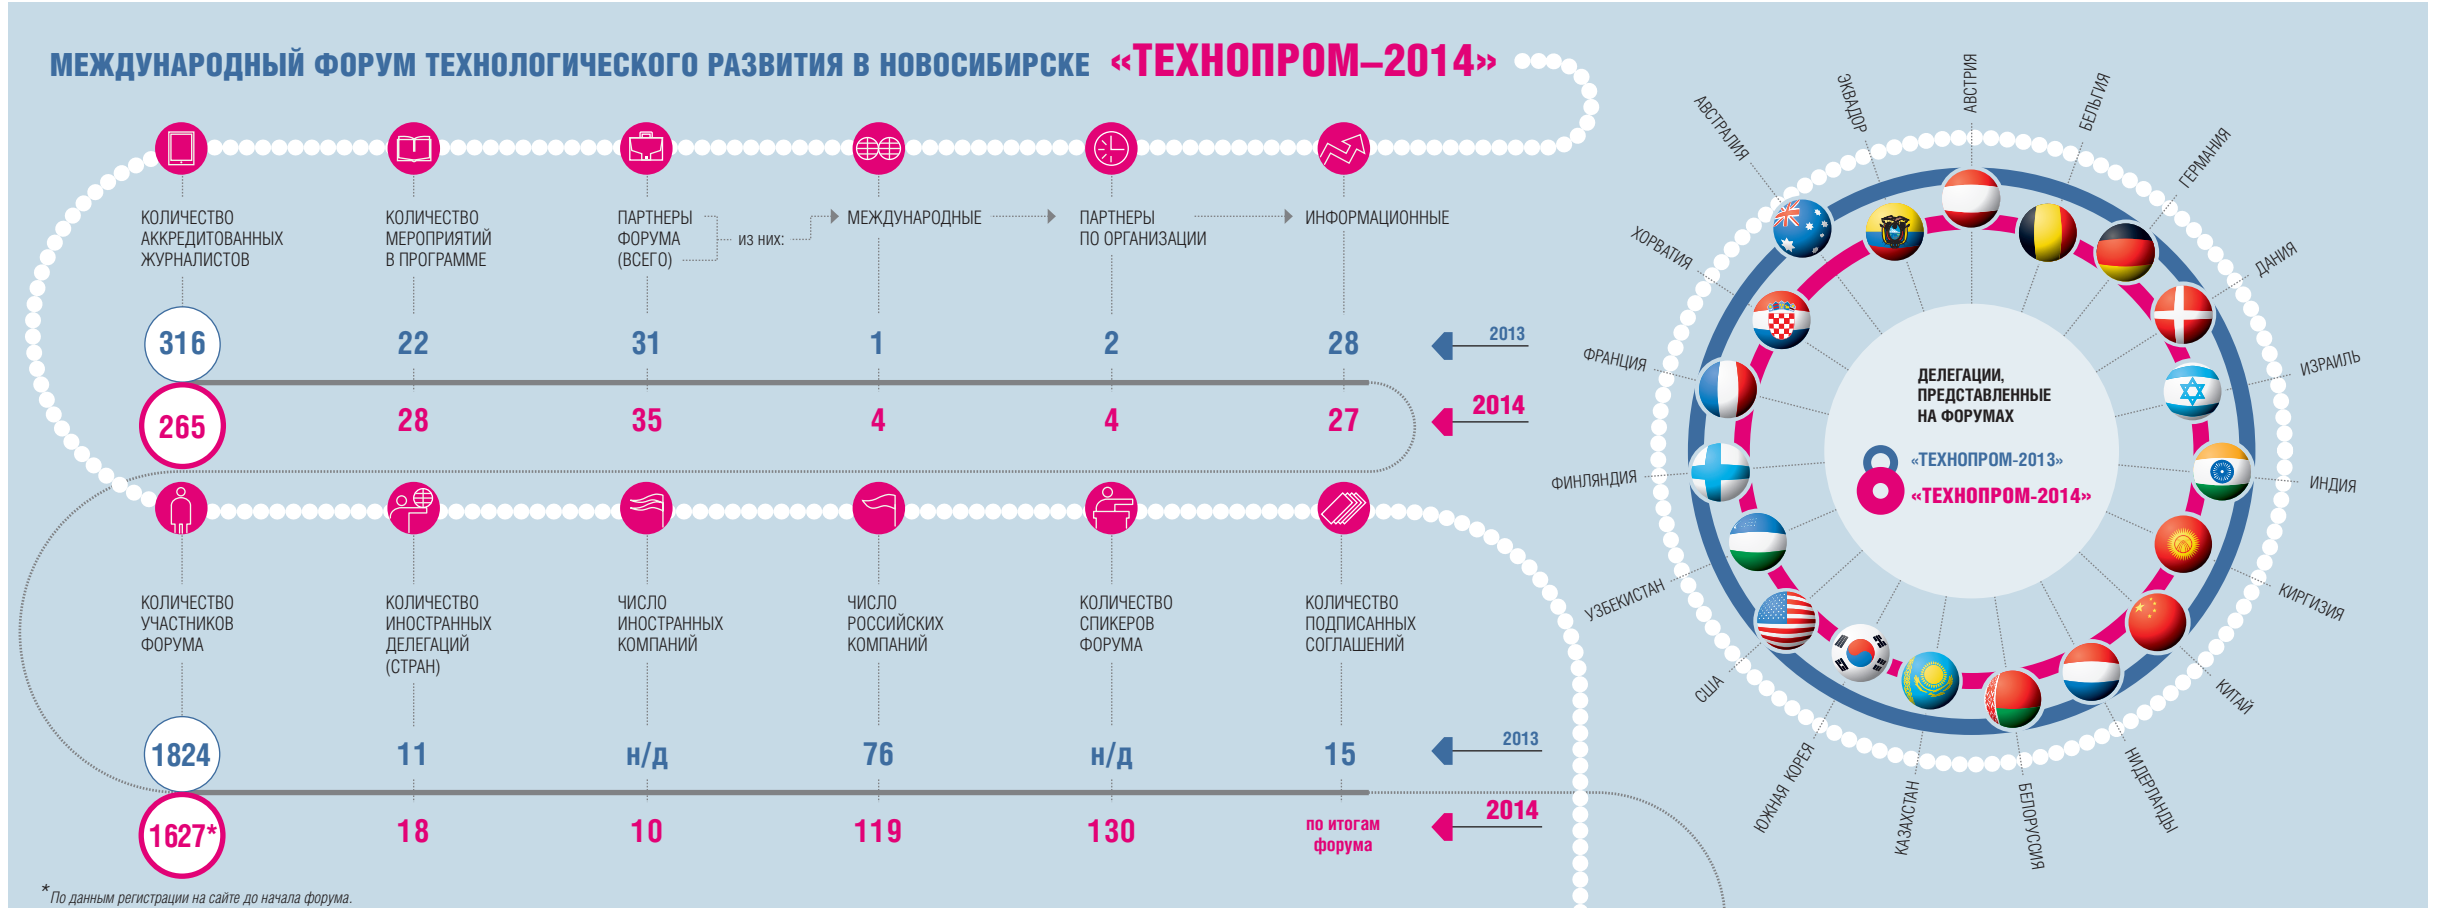 МЕЖДУНАРОДНЫЙ ФОРУМ ТЕХНОЛОГИЧЕСКОГО РАЗВИТИЯ В НОВОСИБИРСКЕ «ТЕХНОПРОМ–2014»
КОЛИЧЕСТВО
АККРЕДИТОВАННЫХ
ЖУРНАЛИСТОВ
КОЛИЧЕСТВО
МЕРОПРИЯТИЙ
В ПРОГРАММЕ
ПАРТНЕРЫ
ФОРУМА
(ВСЕГО)
ИЗ НИХ:
МЕЖДУНАРОДНЫЕ
ПАРТНЕРЫ
ПО ОРГАНИЗАЦИИ
ИНФОРМАЦИОННЫЕ
316 22 31 1 2 28 2013
265 28 35 4 4 27 2014
КОЛИЧЕСТВО
УЧАСТНИКОВ
ФОРУМА
КОЛИЧЕСТВО
ИНОСТРАННЫХ
ДЕЛЕГАЦИЙ
(СТРАН)
ЧИСЛО
ИНОСТРАННЫХ
КОМПАНИЙ
ЧИСЛО
РОССИЙСКИХ
КОМПАНИЙ
КОЛИЧЕСТВО
СПИКЕРОВ
ФОРУМА
КОЛИЧЕСТВО
ПОДПИСАННЫХ
СОГЛАШЕНИЙ
1824 11 н/д 76 н/д 15 2013
1627* 18 10 119 130 по итогам
форума
2014
*По данным регистрации на сайте до начала форума.
АВСТРИЯ
БЕЛЬГИЯ
ГЕРМАНИЯ
ДАНИЯ
ИЗРАИЛЬ
ИНДИЯ
КИРГИЗИЯ
КИТАЙ
НИДЕРЛАНДЫ
БЕЛОРУССИЯ
КАЗАХСТАН
ЮЖНАЯ КОРЕЯ
США
УЗБЕКИСТАН
ФИНЛЯНДИЯ
ФРАНЦИЯ
ХОРВАТИЯ
АВСТРАЛИЯ
ЭКВАДОР
ДЕЛЕГАЦИИ,
ПРЕДСТАВЛЕННЫЕ
НА ФОРУМАХ
«ТЕХНОПРОМ-2013»
«ТЕХНОПРОМ-2014»